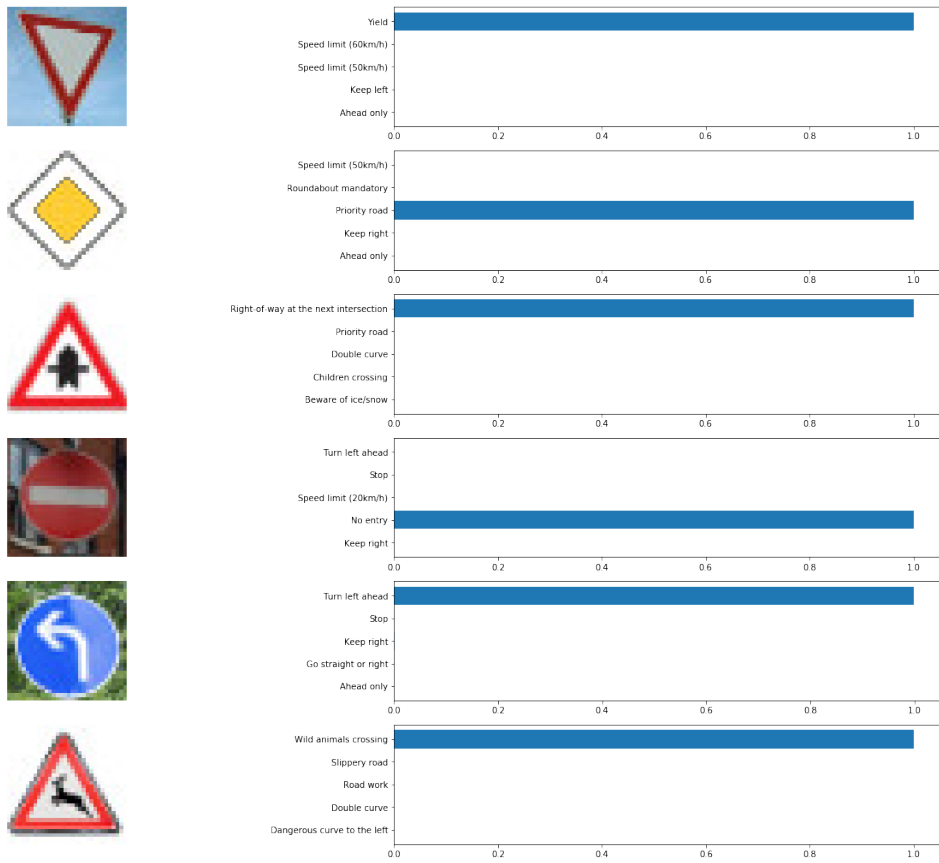 Yield
Speed limit (60km/h)
Speed limit (50km/h)
Keep left
Ahead only
0.0 0.2 0.4 0.6 0.8 1.0
Speed limit (50km/h)
Roundabout mandatory
Priority road
Keep right
Ahead only
0.0 0.2 0.4 0.6 0.8 1.0
Right-of-way at the next intersection
Priority road
Double curve
Children crossing
Beware of ice/snow
0.0 0.2 0.4 0.6 0.8 1.0
Turn left ahead
Stop
Speed limit (20km/h)
No entry
Keep right
0.0 0.2 0.4 0.6 0.8 1.0
Turn left ahead
Stop
Keep right
Go straight or right
Ahead only
0.0 0.2 0.4 0.6 0.8 1.0
Wild animals crossing
Slippery road
Road work
Double curve
Dangerous curve to the left
0.0 0.2 0.4 0.6 0.8 1.0